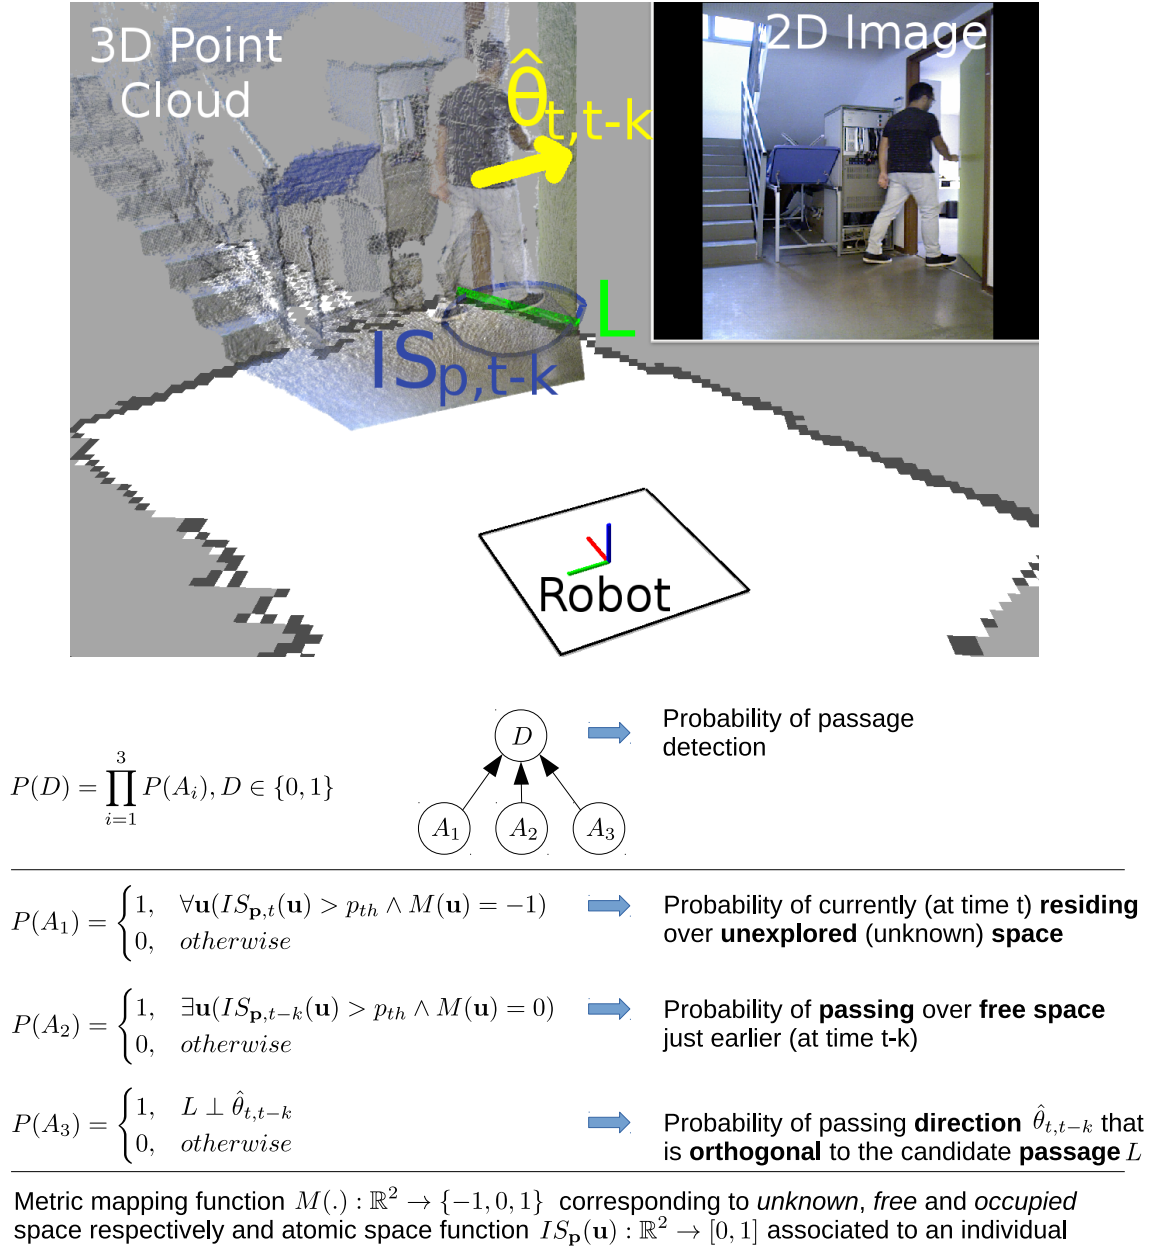 3D Point
Cloud
2D Image
θ̂t,t-k
L
ISp,t-k
Robot
P(D) = ∏_{i=1}^{3} P(A_i), D ∈ {0, 1}
D
A1 A2 A3
Probability of passage
detection
P(A1) = { 1, ∀u(ISp,t(u) > pth ∧ M(u) = −1)
0, otherwise
Probability of currently (at time t) residing
over unexplored (unknown) space
P(A2) = { 1, ∃u(ISp,t−k(u) > pth ∧ M(u) = 0)
0, otherwise
Probability of passing over free space
just earlier (at time t-k)
P(A3) = { 1, L ⊥ θ̂t,t−k
0, otherwise
Probability of passing direction θ̂t,t−k that
is orthogonal to the candidate passage L
Metric mapping function M(.) : ℝ² → {−1, 0, 1} corresponding to unknown, free and occupied
space respectively and atomic space function ISp(u) : ℝ² → [0, 1] associated to an individual